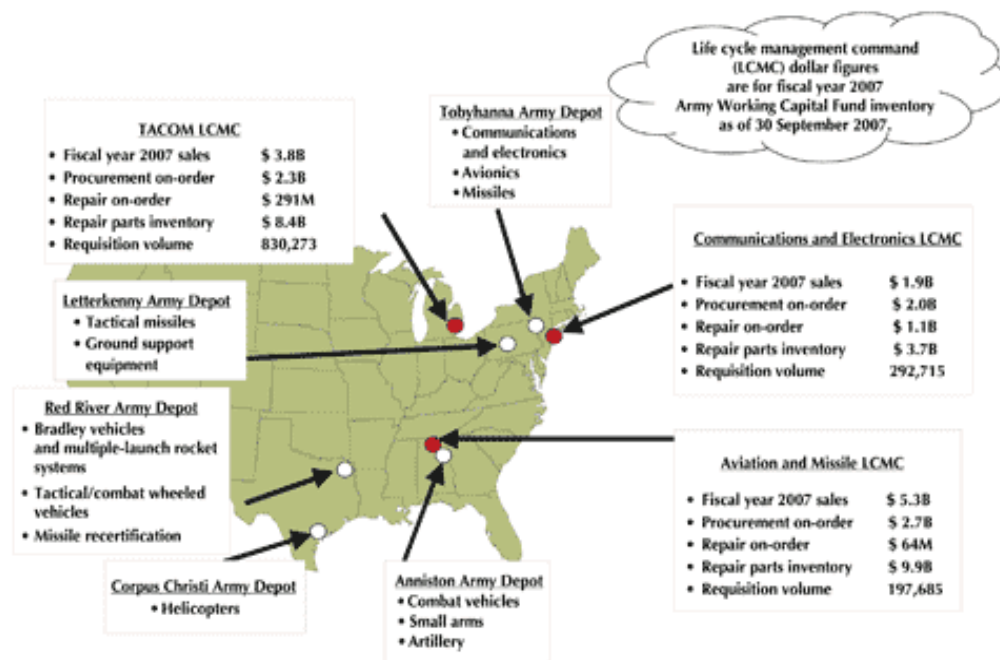 Life cycle management command
(LCMC) dollar figures
are for fiscal year 2007
Army Working Capital Fund inventory
as of 30 September 2007.
TACOM LCMC
• Fiscal year 2007 sales $ 3.8B
• Procurement on-order $ 2.3B
• Repair on-order $ 291M
• Repair parts inventory $ 8.4B
• Requisition volume 830,273
Tobyhanna Army Depot
• Communications
and electronics
• Avionics
• Missiles
Communications and Electronics LCMC
• Fiscal year 2007 sales $ 1.9B
• Procurement on-order $ 2.0B
• Repair on-order $ 1.1B
• Repair parts inventory $ 3.7B
• Requisition volume 292,715
Letterkenny Army Depot
• Tactical missiles
• Ground support
equipment
Red River Army Depot
• Bradley vehicles
and multiple-launch rocket
systems
• Tactical/combat wheeled
vehicles
• Missile recertification
Aviation and Missile LCMC
• Fiscal year 2007 sales $ 5.3B
• Procurement on-order $ 2.7B
• Repair on-order $ 64M
• Repair parts inventory $ 9.9B
• Requisition volume 197,685
Corpus Christi Army Depot
• Helicopters
Anniston Army Depot
• Combat vehicles
• Small arms
• Artillery